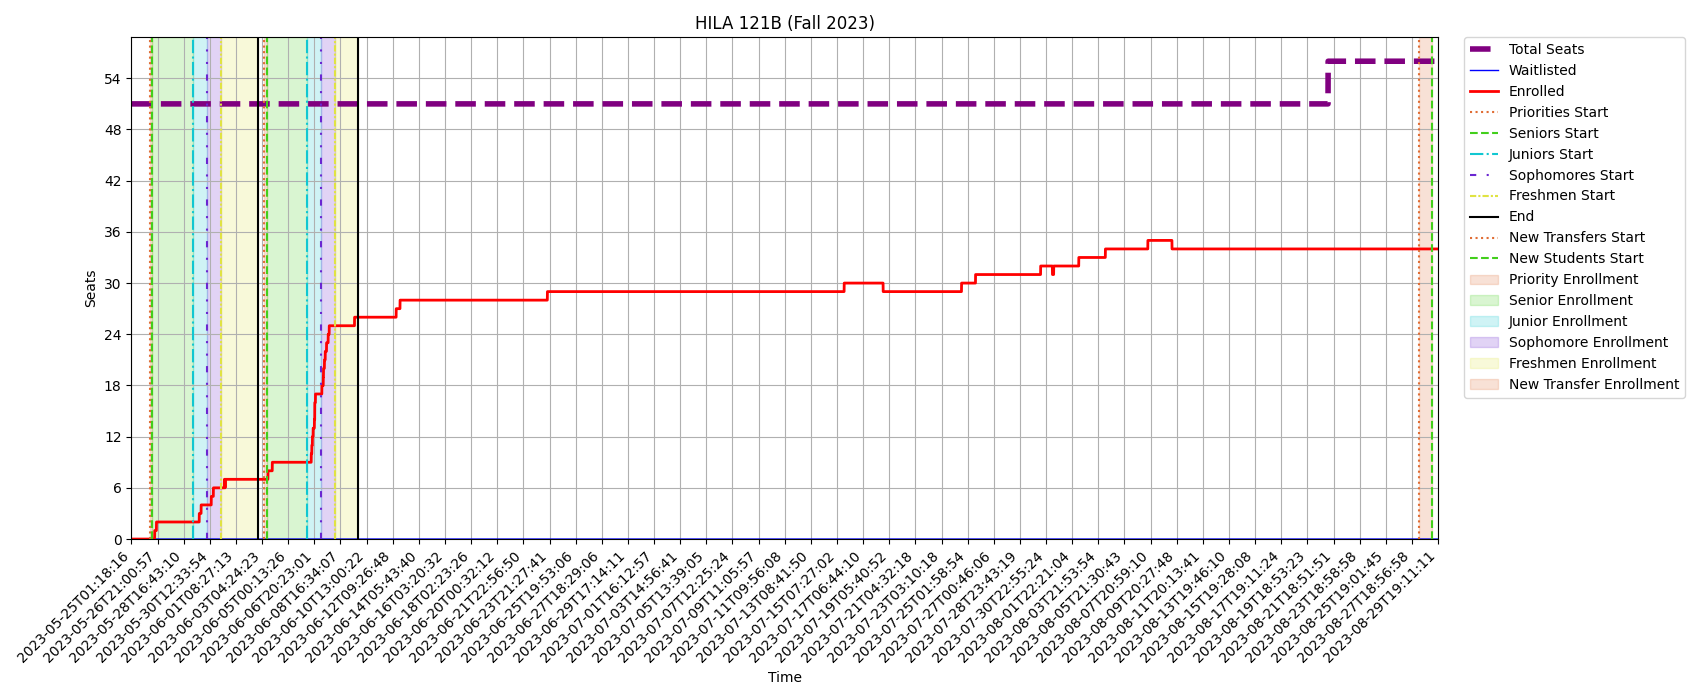 HILA 121B (Fall 2023)
Total Seats
Waitlisted
Enrolled
Priorities Start
Seniors Start
Juniors Start
Sophomores Start
Freshmen Start
End
New Transfers Start
New Students Start
Priority Enrollment
Senior Enrollment
Junior Enrollment
Sophomore Enrollment
Freshmen Enrollment
New Transfer Enrollment
Seats
54
48
42
36
30
24
18
12
6
0
2023-05-25T01:18:16
2023-05-26T21:00:57
2023-05-28T16:43:10
2023-05-30T12:33:54
2023-06-01T08:27:13
2023-06-03T04:24:23
2023-06-05T00:13:26
2023-06-06T20:23:01
2023-06-08T16:34:07
2023-06-10T13:00:22
2023-06-12T09:26:48
2023-06-14T05:43:40
2023-06-16T03:20:32
2023-06-18T02:23:26
2023-06-20T00:32:12
2023-06-21T22:56:50
2023-06-23T21:27:41
2023-06-25T19:53:06
2023-06-27T18:29:06
2023-06-29T17:14:11
2023-07-01T16:12:57
2023-07-03T14:56:41
2023-07-05T13:39:05
2023-07-07T12:25:24
2023-07-09T11:05:57
2023-07-11T09:56:08
2023-07-13T08:41:50
2023-07-15T07:27:02
2023-07-17T06:44:10
2023-07-19T05:40:52
2023-07-21T04:32:18
2023-07-23T03:10:18
2023-07-25T01:58:54
2023-07-27T00:46:06
2023-07-28T23:43:19
2023-07-30T22:55:24
2023-08-01T22:21:04
2023-08-03T21:53:54
2023-08-05T21:30:43
2023-08-07T20:59:10
2023-08-09T20:27:48
2023-08-11T20:13:41
2023-08-13T19:46:10
2023-08-15T19:28:08
2023-08-17T19:11:24
2023-08-19T18:53:23
2023-08-21T18:51:51
2023-08-23T18:58:58
2023-08-25T19:01:45
2023-08-27T18:56:58
2023-08-29T19:11:11
Time